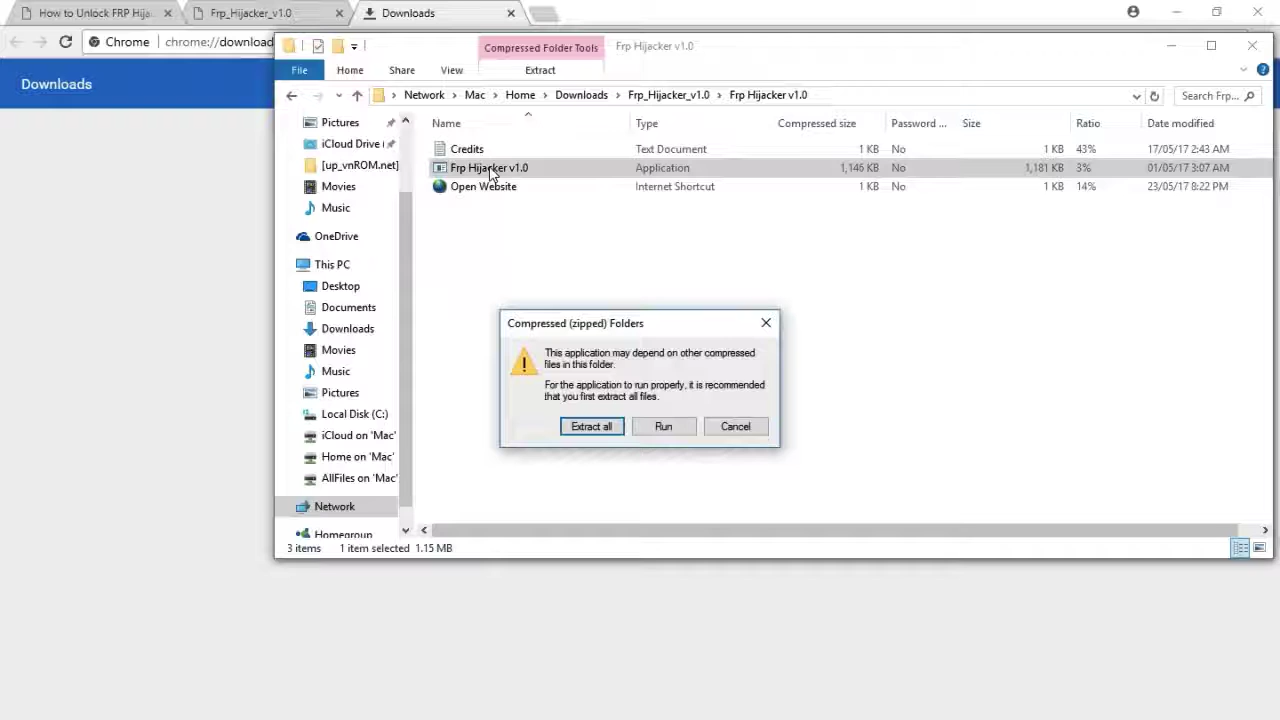 How to Unlock FRP Hija
Frp_Hijacker_v1.0
Downloads
Chrome
chrome://download
Downloads
Compressed Folder Tools
Frp Hijacker v1.0
File
Home
Share
View
Extract
Network
Mac
Home
Downloads
Frp_Hijacker_v1.0
Frp Hijacker v1.0
Search Frp...
Name
Type
Compressed size
Password ...
Size
Ratio
Date modified
Credits
Text Document
1 KB
No
1 KB
43%
17/05/17 2:43 AM
Frp Hijacker v1.0
Application
1,146 KB
No
1,181 KB
3%
01/05/17 3:07 AM
Open Website
Internet Shortcut
1 KB
No
1 KB
14%
23/05/17 8:22 PM
Pictures
iCloud Drive (
[up_vnROM.net]
Movies
Music
OneDrive
This PC
Desktop
Documents
Downloads
Movies
Music
Pictures
Local Disk (C:)
iCloud on 'Mac'
Home on 'Mac'
AllFiles on 'Mac'
Network
Homegroup
Compressed (zipped) Folders
This application may depend on other compressed
files in this folder.
For the application to run properly, it is recommended
that you first extract all files.
Extract all
Run
Cancel
3 items
1 item selected 1.15 MB